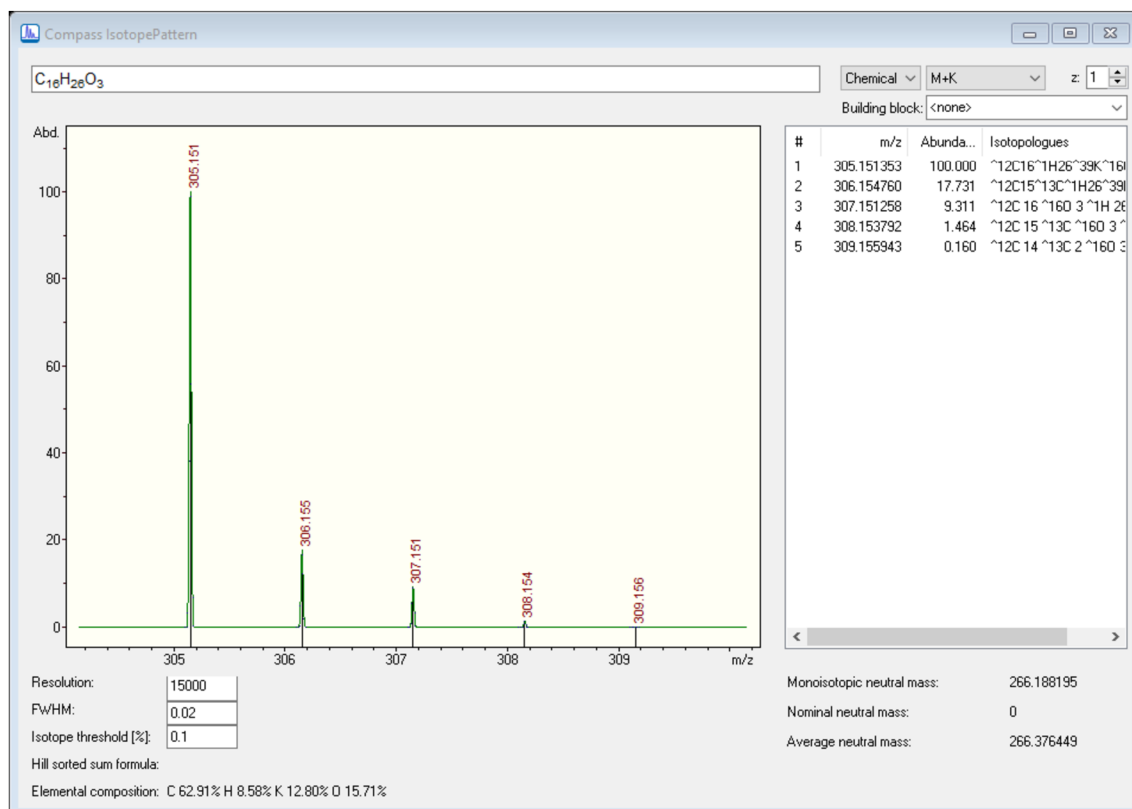 Compass IsotopePattern
C₁₆H₂₆O₃
Chemical M+K z: 1
Building block: <none>
Abd.
100
80
60
40
20
0
305.151
306.155
307.151
308.154
309.156
305 306 307 308 309 m/z
# m/z Abunda... Isotopologues
1 305.151353 100.000 ^12C16^1H26^39K^16
2 306.154760 17.731 ^12C15^13C^1H26^39
3 307.151258 9.311 ^12C 16 ^16O 3 ^1H 26
4 308.153792 1.464 ^12C 15 ^13C ^16O 3 ^
5 309.155943 0.160 ^12C 14 ^13C 2 ^16O 3
Resolution: 15000
FWHM: 0.02
Isotope threshold [%]: 0.1
Hill sorted sum formula:
Elemental composition: C 62.91% H 8.58% K 12.80% O 15.71%
Monoisotopic neutral mass: 266.188195
Nominal neutral mass: 0
Average neutral mass: 266.376449